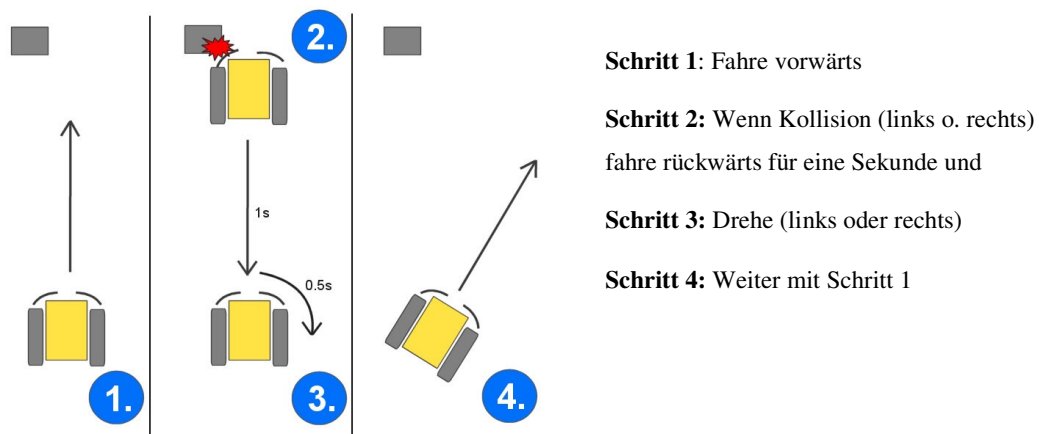 1.
2.
1s
0.5s
3.
4.
Schritt 1: Fahre vorwärts
Schritt 2: Wenn Kollision (links o. rechts)
fahre rückwärts für eine Sekunde und
Schritt 3: Drehe (links oder rechts)
Schritt 4: Weiter mit Schritt 1